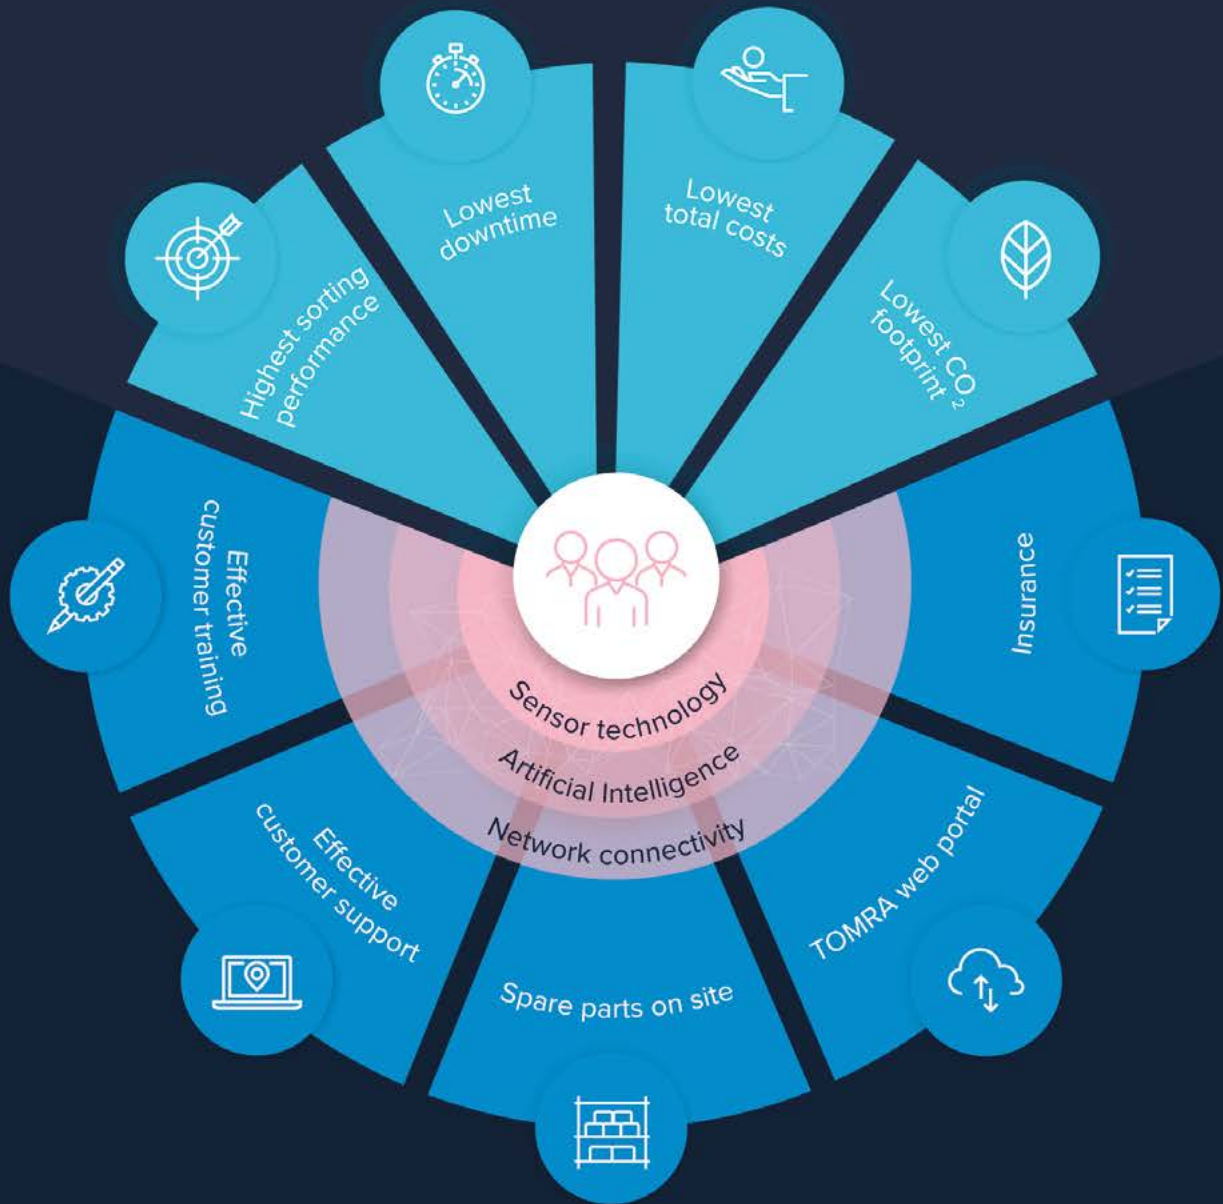 Lowest
downtime
Lowest
total costs
Highest sorting
performance
Lowest CO₂
footprint
Effective
customer training
Insurance
Sensor technology
Artificial Intelligence
Network connectivity
Effective
customer support
TOMRA web portal
Spare parts on site